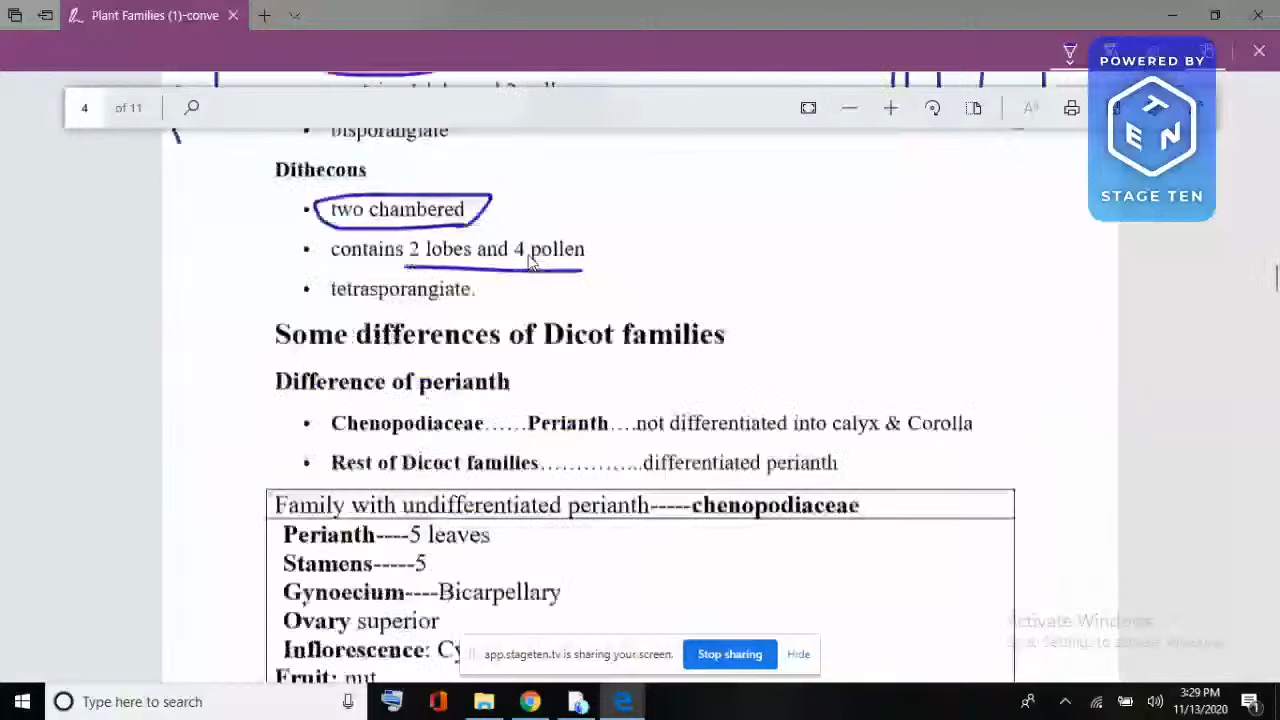 Plant Families (1)-conve
POWERED BY
TEN
STAGE TEN
4 of 11
bisporangiate
Dithecous
• two chambered
• contains 2 lobes and 4 pollen
• tetrasporangiate.
Some differences of Dicot families
Difference of perianth
• Chenopodiaceae……Perianth….not differentiated into calyx & Corolla
• Rest of Dicoct families…………..differentiated perianth
Family with undifferentiated perianth-----chenopodiaceae
Perianth----5 leaves
Stamens-----5
Gynoecium----Bicarpellary
Ovary superior
Inflorescence: Cy
Fruit: nut
Activate Windows
app.stageten.tv is sharing your screen.
Stop sharing
Hide
Type here to search
3:29 PM
11/13/2020